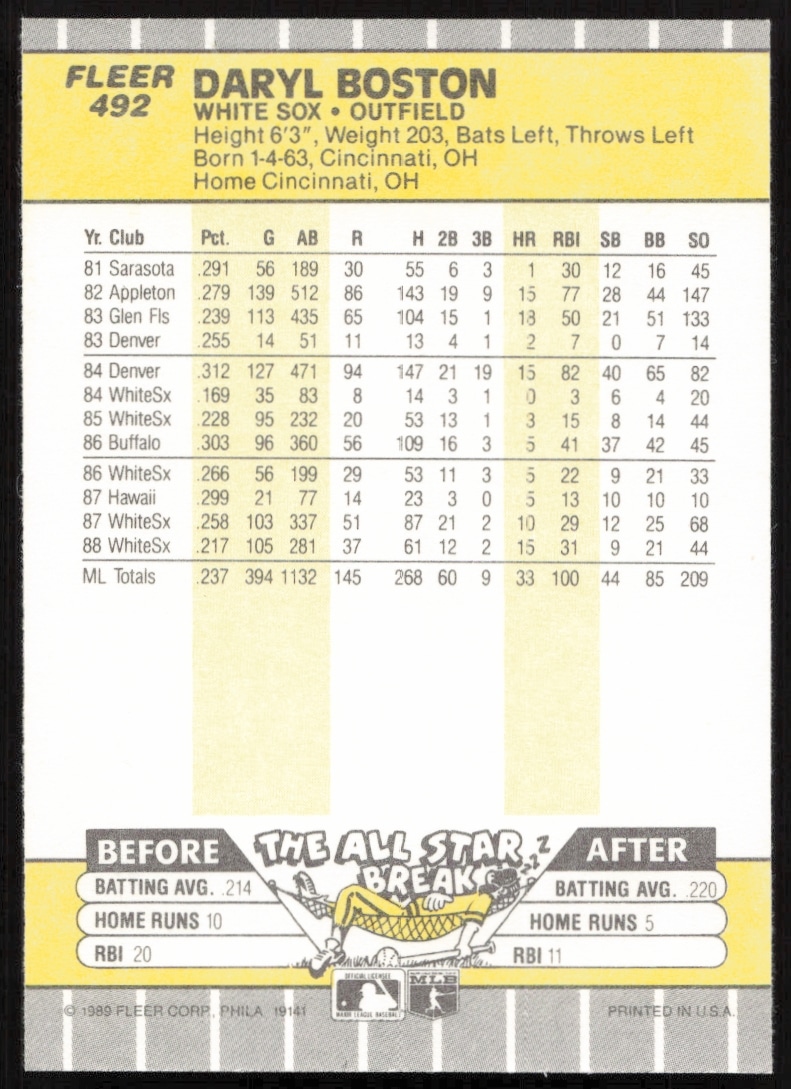 FLEER
492
DARYL BOSTON
WHITE SOX • OUTFIELD
Height 6'3", Weight 203, Bats Left, Throws Left
Born 1-4-63, Cincinnati, OH
Home Cincinnati, OH
Yr. Club Pct. G AB R H 2B 3B HR RBI SB BB SO
81 Sarasota .291 56 189 30 55 6 3 1 30 12 16 45
82 Appleton .279 139 512 86 143 19 9 15 77 28 44 147
83 Glen Fls .239 113 435 65 104 15 1 18 50 21 51 133
83 Denver .255 14 51 11 13 4 1 2 7 0 7 14
84 Denver .312 127 471 94 147 21 19 15 82 40 65 82
84 WhiteSx .169 35 83 8 14 3 1 0 3 6 4 20
85 WhiteSx .228 95 232 20 53 13 1 3 15 8 14 44
86 Buffalo .303 96 360 56 109 16 3 5 41 37 42 45
86 WhiteSx .266 56 199 29 53 11 3 5 22 9 21 33
87 Hawaii .299 21 77 14 23 3 0 5 13 10 10 10
87 WhiteSx .258 103 337 51 87 21 2 10 29 12 25 68
88 WhiteSx .217 105 281 37 61 12 2 15 31 9 21 44
ML Totals .237 394 1132 145 268 60 9 33 100 44 85 209
THE ALL STAR
BREAK
ZZZZ
BEFORE
BATTING AVG. .214
HOME RUNS 10
RBI 20
AFTER
BATTING AVG. .220
HOME RUNS 5
RBI 11
OFFICIAL LICENSEE
MAJOR LEAGUE BASEBALL
MLB
© 1989 FLEER CORP., PHILA 19141
PRINTED IN U.S.A.